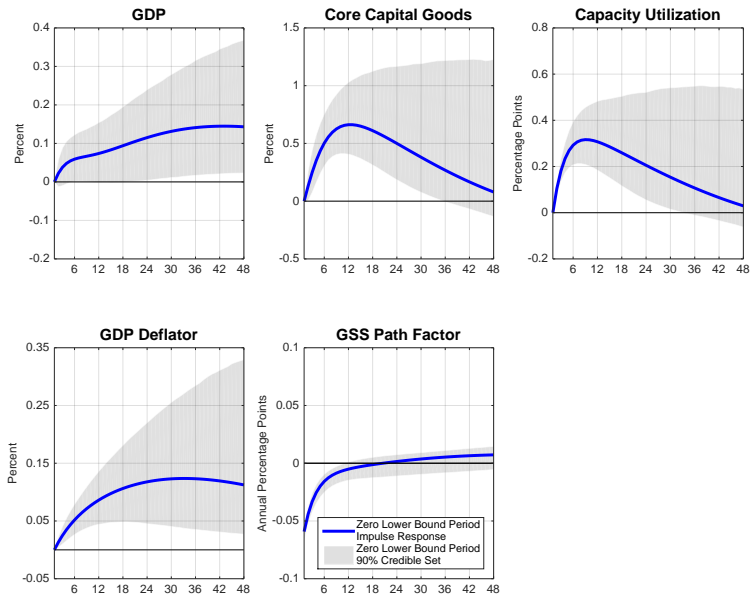 GDP
Percent
0.4
0.3
0.2
0.1
0
-0.1
-0.2
6 12 18 24 30 36 42 48
Core Capital Goods
Percent
1.5
1
0.5
0
-0.5
6 12 18 24 30 36 42 48
Capacity Utilization
Percentage Points
0.8
0.6
0.4
0.2
0
-0.2
6 12 18 24 30 36 42 48
GDP Deflator
Percent
0.35
0.25
0.15
0.05
-0.05
6 12 18 24 30 36 42 48
GSS Path Factor
Annual Percentage Points
0.1
0.05
0
-0.05
-0.1
6 12 18 24 30 36 42 48
Zero Lower Bound Period
Impulse Response
Zero Lower Bound Period
90% Credible Set